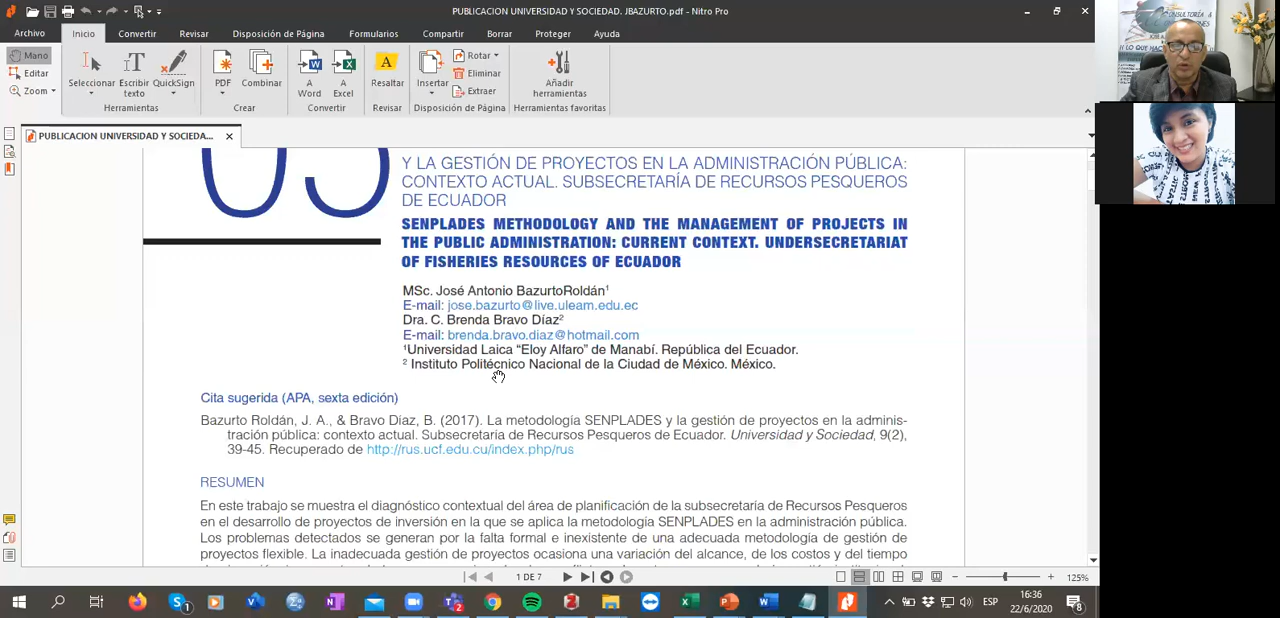 PUBLICACION UNIVERSIDAD Y SOCIEDAD. JBAZURTO.pdf - Nitro Pro
Archivo Inicio Convertir Revisar Disposición de Página Formularios Compartir Borrar Proteger Ayuda
Mano
Editar
Zoom
Seleccionar
Escribir texto
QuickSign
Herramientas
PDF
Combinar
Crear
A Word
A Excel
Convertir
Resaltar
Revisar
Insertar
Rotar
Eliminar
Extraer
Disposición de Página
Añadir herramientas
Herramientas favoritas
PUBLICACION UNIVERSIDAD Y SOCIEDA...
05
Y LA GESTIÓN DE PROYECTOS EN LA ADMINISTRACIÓN PÚBLICA:
CONTEXTO ACTUAL. SUBSECRETARÍA DE RECURSOS PESQUEROS
DE ECUADOR
SENPLADES METHODOLOGY AND THE MANAGEMENT OF PROJECTS IN
THE PUBLIC ADMINISTRATION: CURRENT CONTEXT. UNDERSECRETARIAT
OF FISHERIES RESOURCES OF ECUADOR
MSc. José Antonio BazurtoRoldán¹
E-mail: jose.bazurto@live.uleam.edu.ec
Dra. C. Brenda Bravo Díaz²
E-mail: brenda.bravo.diaz@hotmail.com
¹Universidad Laica “Eloy Alfaro” de Manabí. República del Ecuador.
² Instituto Politécnico Nacional de la Ciudad de México. México.
Cita sugerida (APA, sexta edición)
Bazurto Roldán, J. A., & Bravo Díaz, B. (2017). La metodología SENPLADES y la gestión de proyectos en la adminis-
tración pública: contexto actual. Subsecretaría de Recursos Pesqueros de Ecuador. Universidad y Sociedad, 9(2),
39-45. Recuperado de http://rus.ucf.edu.cu/index.php/rus
RESUMEN
En este trabajo se muestra el diagnóstico contextual del área de planificación de la subsecretaría de Recursos Pesqueros
en el desarrollo de proyectos de inversión en la que se aplica la metodología SENPLADES en la administración pública.
Los problemas detectados se generan por la falta formal e inexistente de una adecuada metodología de gestión de
proyectos flexible. La inadecuada gestión de proyectos ocasiona una variación del alcance, de los costos y del tiempo
1 DE 7
125%
ESP
16:36
22/6/2020
CONSULTORÍA &